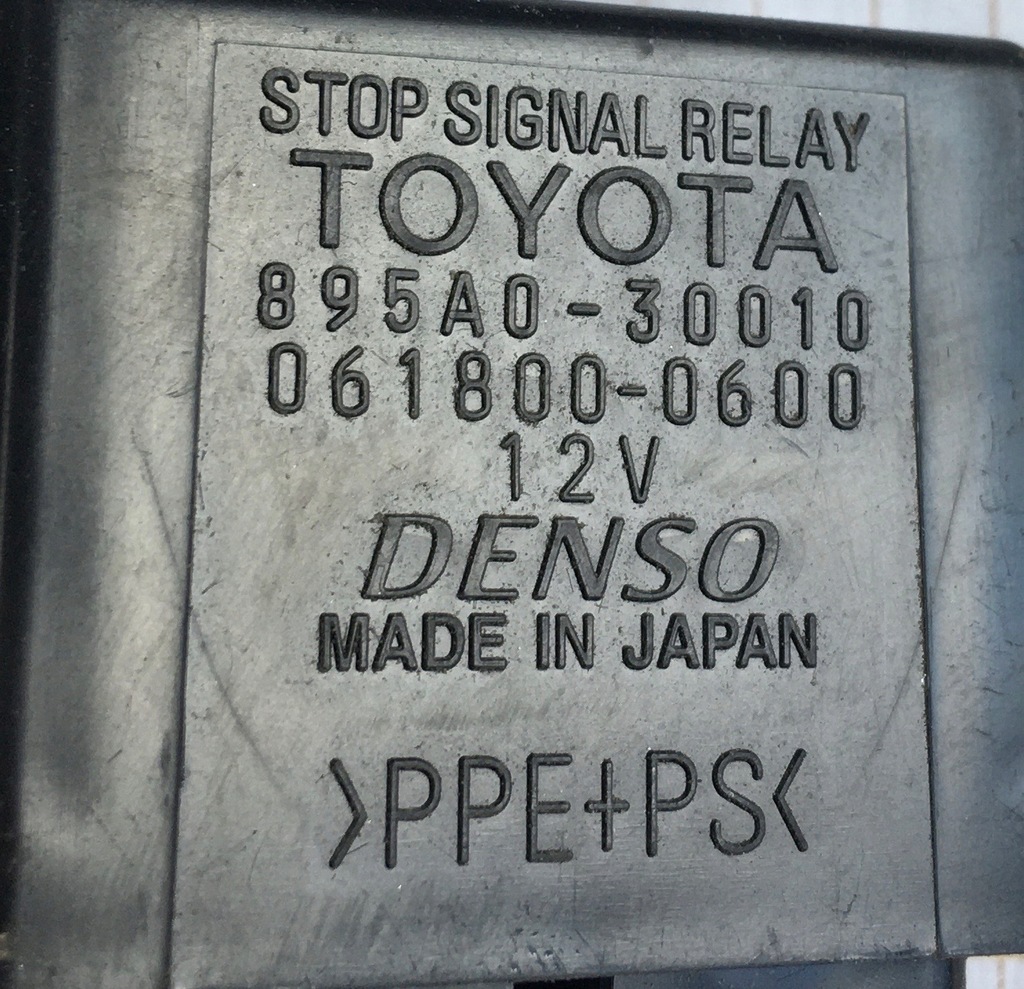 STOP SIGNAL RELAY
TOYOTA
895A0-30010
061800-0600
12V
DENSO
MADE IN JAPAN
>PPE+PS<